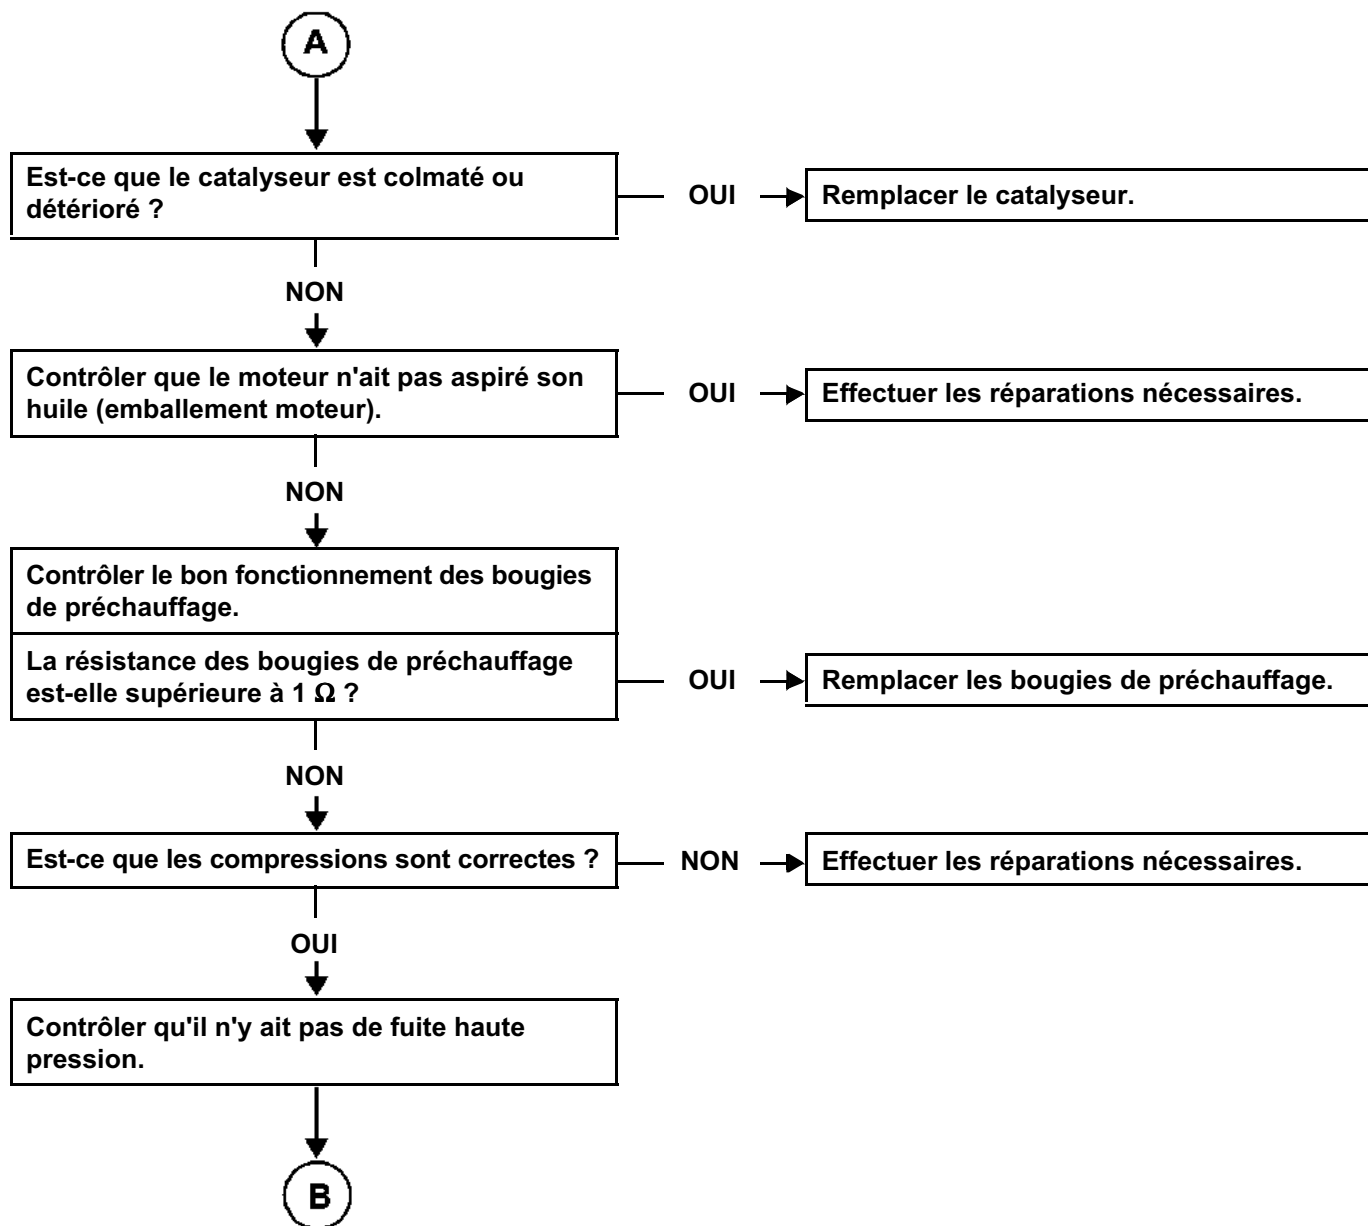 A
Est-ce que le catalyseur est colmaté ou
détérioré ?
OUI
Remplacer le catalyseur.
NON
Contrôler que le moteur n'ait pas aspiré son
huile (emballement moteur).
OUI
Effectuer les réparations nécessaires.
NON
Contrôler le bon fonctionnement des bougies
de préchauffage.
La résistance des bougies de préchauffage
est-elle supérieure à 1 Ω ?
OUI
Remplacer les bougies de préchauffage.
NON
Est-ce que les compressions sont correctes ?
NON
Effectuer les réparations nécessaires.
OUI
Contrôler qu'il n'y ait pas de fuite haute
pression.
B